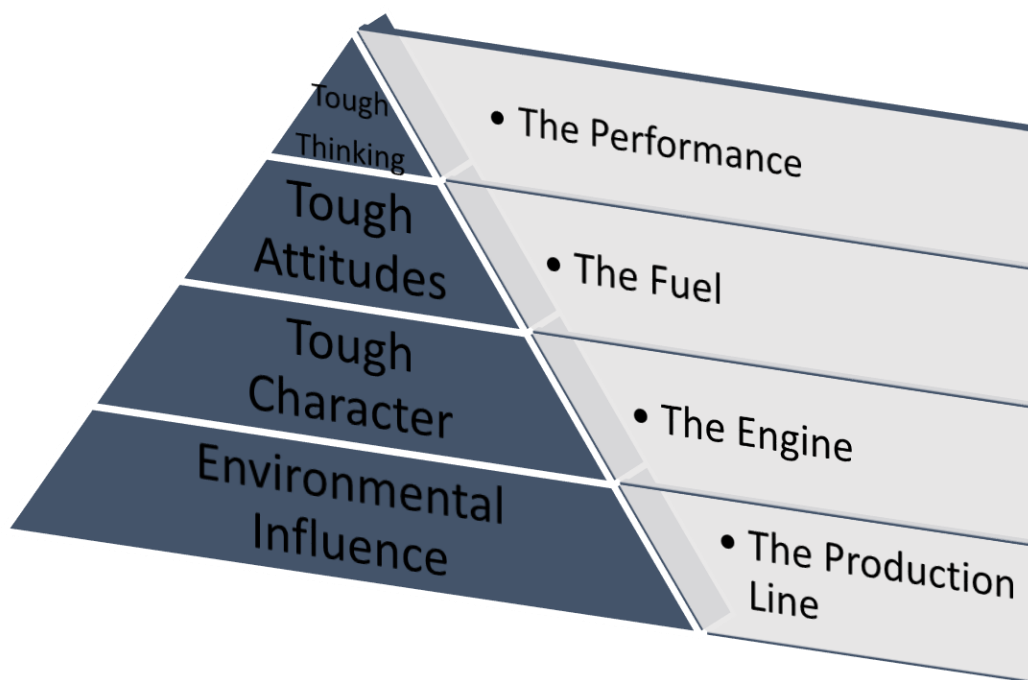 Tough
Thinking
• The Performance
Tough
Attitudes
• The Fuel
Tough
Character
• The Engine
Environmental
Influence
• The Production
Line